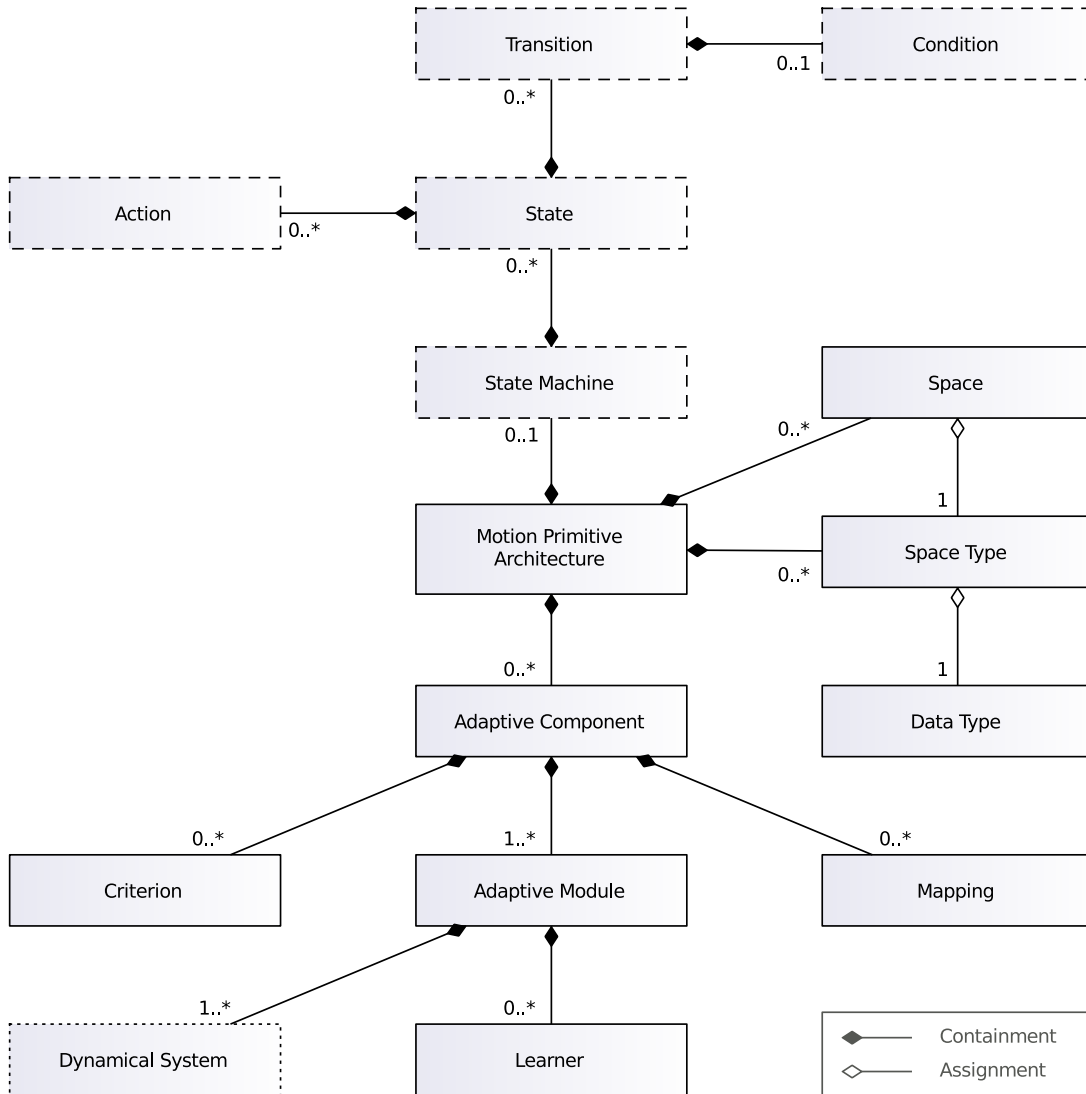 Transition
Condition
0..1
0..*
Action
State
0..*
0..*
State Machine
Space
0..1
0..*
Motion Primitive
Architecture
1
Space Type
0..*
0..*
1
Adaptive Component
Data Type
0..*
1..*
0..*
Criterion
Adaptive Module
Mapping
1..*
0..*
Dynamical System
Learner
Containment
Assignment